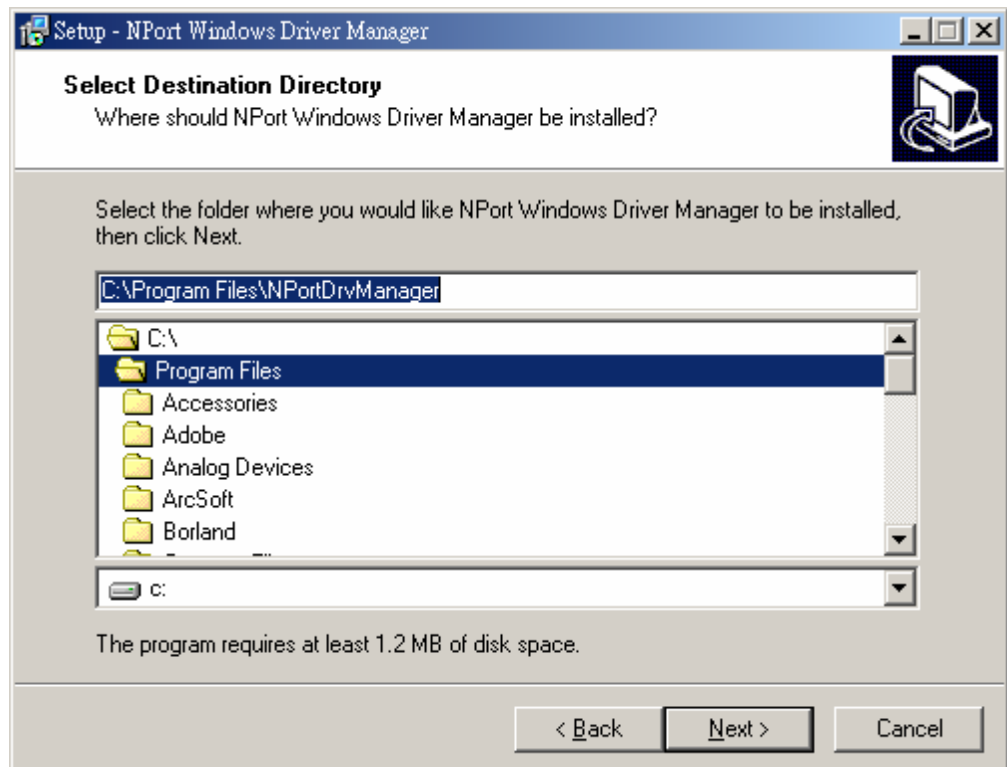 Setup - NPort Windows Driver Manager
Select Destination Directory
Where should NPort Windows Driver Manager be installed?
Select the folder where you would like NPort Windows Driver Manager to be installed,
then click Next.
C:\Program Files\NPortDrvManager
C:\
Program Files
Accessories
Adobe
Analog Devices
ArcSoft
Borland
c:
The program requires at least 1.2 MB of disk space.
< Back Next > Cancel